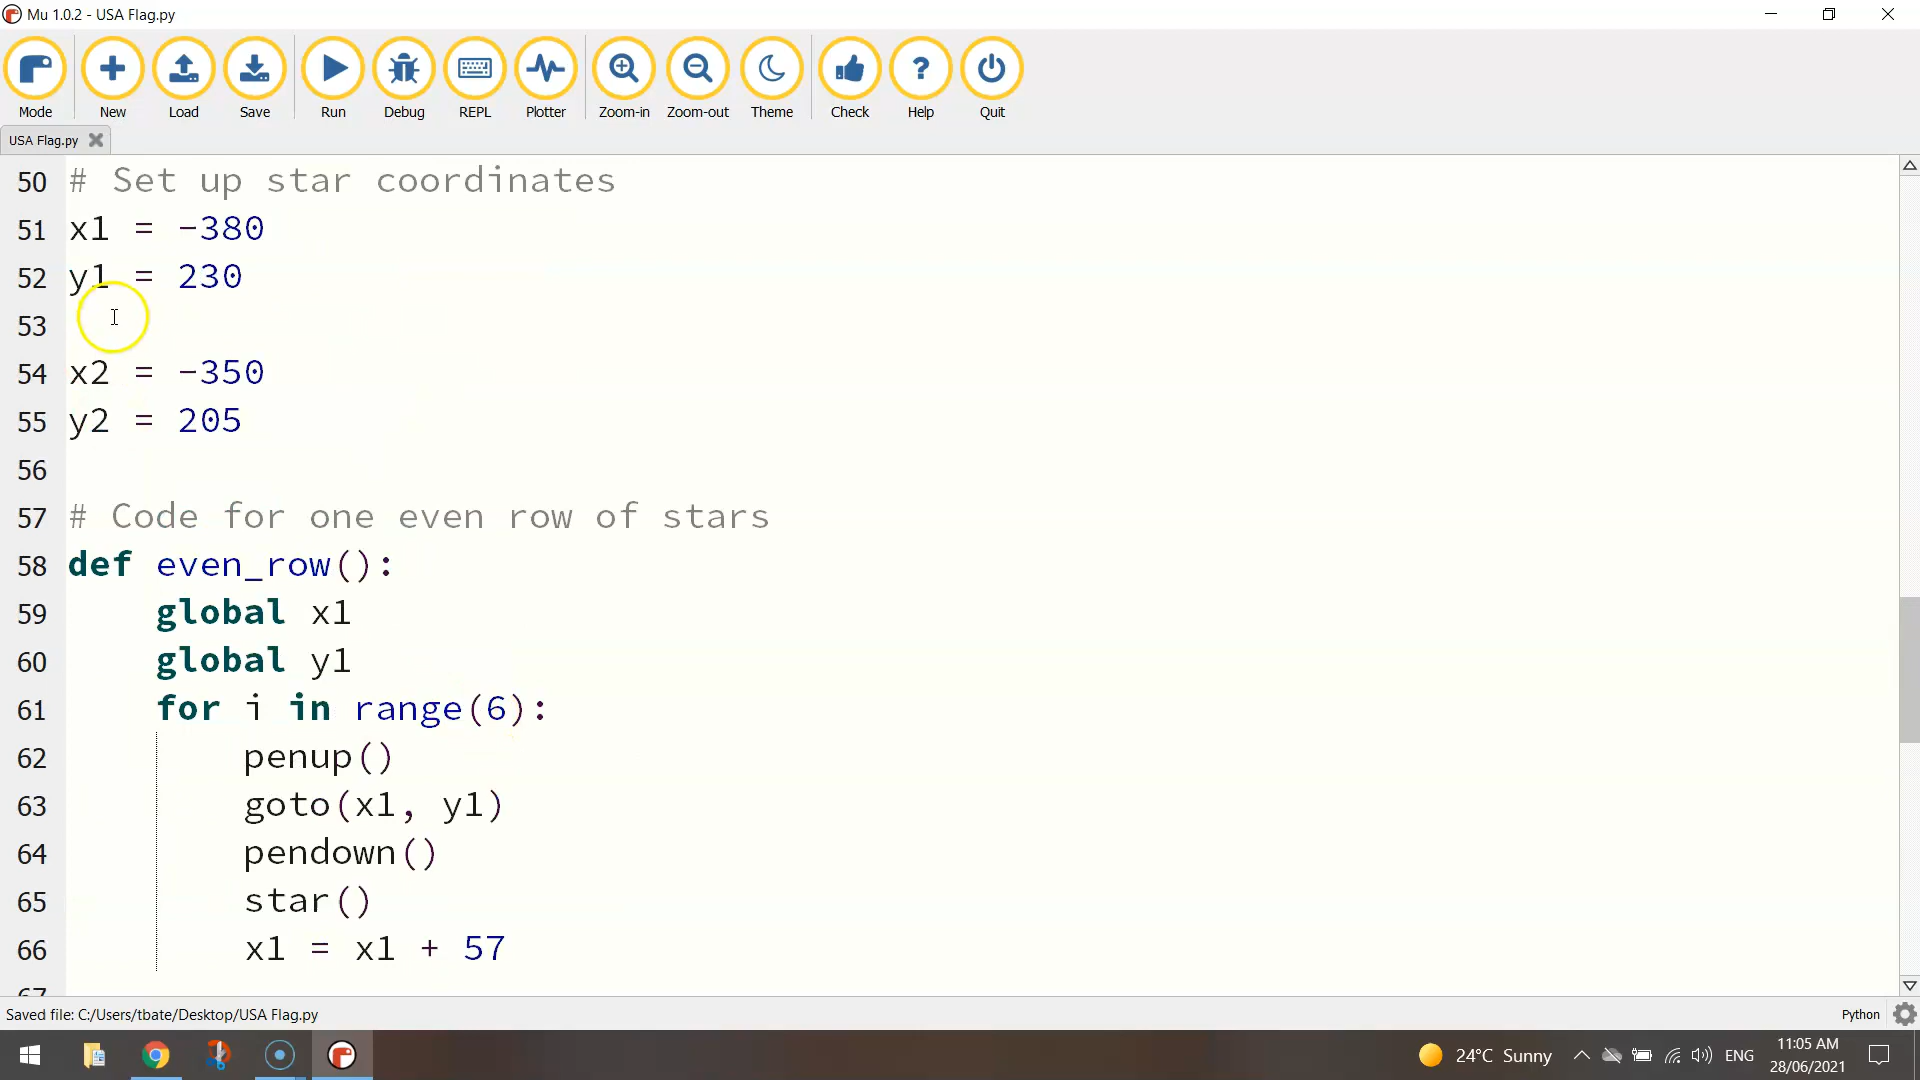 Mu 1.0.2 - USA Flag.py
Mode New Load Save Run Debug REPL Plotter Zoom-in Zoom-out Theme Check Help Quit
USA Flag.py
50 # Set up star coordinates
51 x1 = -380
52 y1 = 230
53
54 x2 = -350
55 y2 = 205
56
57 # Code for one even row of stars
58 def even_row():
59 global x1
60 global y1
61 for i in range(6):
62 penup()
63 goto(x1, y1)
64 pendown()
65 star()
66 x1 = x1 + 57
67
Saved file: C:/Users/tbate/Desktop/USA Flag.py
Python
24°C Sunny
ENG
11:05 AM
28/06/2021